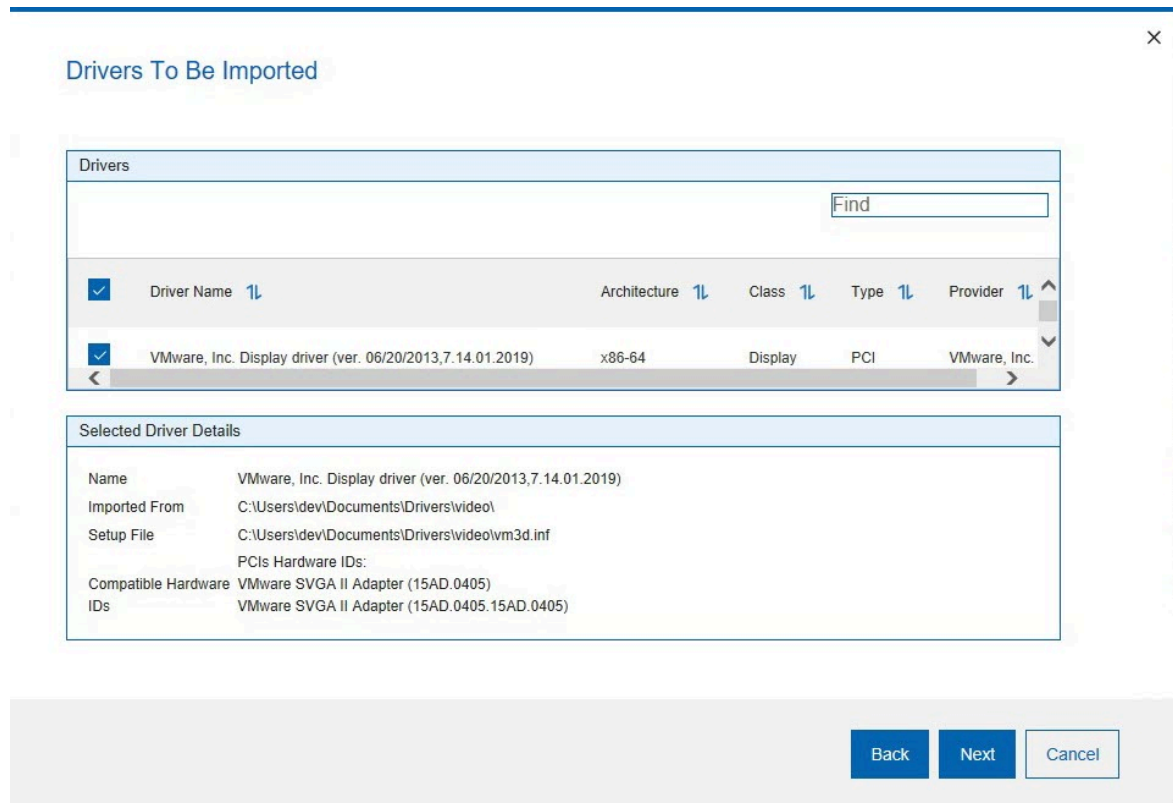 Drivers To Be Imported
Drivers
Find
Driver Name Architecture Class Type Provider
VMware, Inc. Display driver (ver. 06/20/2013,7.14.01.2019) x86-64 Display PCI VMware, Inc.
Selected Driver Details
Name VMware, Inc. Display driver (ver. 06/20/2013,7.14.01.2019)
Imported From C:\Users\dev\Documents\Drivers\video\
Setup File C:\Users\dev\Documents\Drivers\video\vm3d.inf
PCIs Hardware IDs:
Compatible Hardware VMware SVGA II Adapter (15AD.0405)
IDs VMware SVGA II Adapter (15AD.0405.15AD.0405)
Back Next Cancel